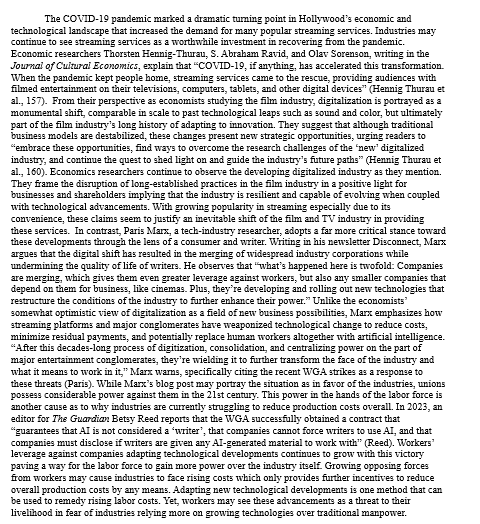 The COVID-19 pandemic marked a dramatic turning point in Hollywood's economic and
technological landscape that increased the demand for many popular streaming services. Industries may
continue to see streaming services as a worthwhile investment in recovering from the pandemic.
Economic researchers Thorsten Hennig-Thurau, S. Abraham Ravid, and Olav Sorenson, writing in the
Journal of Cultural Economics, explain that “COVID-19, if anything, has accelerated this transformation.
When the pandemic kept people home, streaming services came to the rescue, providing audiences with
filmed entertainment on their televisions, computers, tablets, and other digital devices” (Hennig Thurau et
al., 157).  From their perspective as economists studying the film industry, digitalization is portrayed as a
monumental shift, comparable in scale to past technological leaps such as sound and color, but ultimately
part of the film industry's long history of adapting to innovation. They suggest that although traditional
business models are destabilized, these changes present new strategic opportunities, urging readers to
“embrace these opportunities, find ways to overcome the research challenges of the ‘new’ digitalized
industry, and continue the quest to shed light on and guide the industry's future paths” (Hennig Thurau et
al., 160). Economics researchers continue to observe the developing digitalized industry as they mention.
They frame the disruption of long-established practices in the film industry in a positive light for
businesses and shareholders implying that the industry is resilient and capable of evolving when coupled
with technological advancements. With growing popularity in streaming especially due to its
convenience, these claims seem to justify an inevitable shift of the film and TV industry in providing
these services.  In contrast, Paris Marx, a tech-industry researcher, adopts a far more critical stance toward
these developments through the lens of a consumer and writer. Writing in his newsletter Disconnect, Marx
argues that the digital shift has resulted in the merging of widespread industry corporations while
undermining the quality of life of writers. He observes that “what's happened here is twofold: Companies
are merging, which gives them even greater leverage against workers, but also any smaller companies that
depend on them for business, like cinemas. Plus, they're developing and rolling out new technologies that
restructure the conditions of the industry to further enhance their power.” Unlike the economists'
somewhat optimistic view of digitalization as a field of new business possibilities, Marx emphasizes how
streaming platforms and major conglomerates have weaponized technological change to reduce costs,
minimize residual payments, and potentially replace human workers altogether with artificial intelligence.
“After this decades-long process of digitization, consolidation, and centralizing power on the part of
major entertainment conglomerates, they're wielding it to further transform the face of the industry and
what it means to work in it,” Marx warns, specifically citing the recent WGA strikes as a response to
these threats (Paris). While Marx's blog post may portray the situation as in favor of the industries, unions
possess considerable power against them in the 21st century. This power in the hands of the labor force is
another cause as to why industries are currently struggling to reduce production costs overall. In 2023, an
editor for The Guardian Betsy Reed reports that the WGA successfully obtained a contract that
“guarantees that AI is not considered a ‘writer’, that companies cannot force writers to use AI, and that
companies must disclose if writers are given any AI-generated material to work with” (Reed). Workers'
leverage against companies adapting technological developments continues to grow with this victory
paving a way for the labor force to gain more power over the industry itself. Growing opposing forces
from workers may cause industries to face rising costs which only provides further incentives to reduce
overall production costs by any means. Adapting new technological developments is one method that can
be used to remedy rising labor costs. Yet, workers may see these advancements as a threat to their
livelihood in fear of industries relying more on growing technologies over traditional manpower.